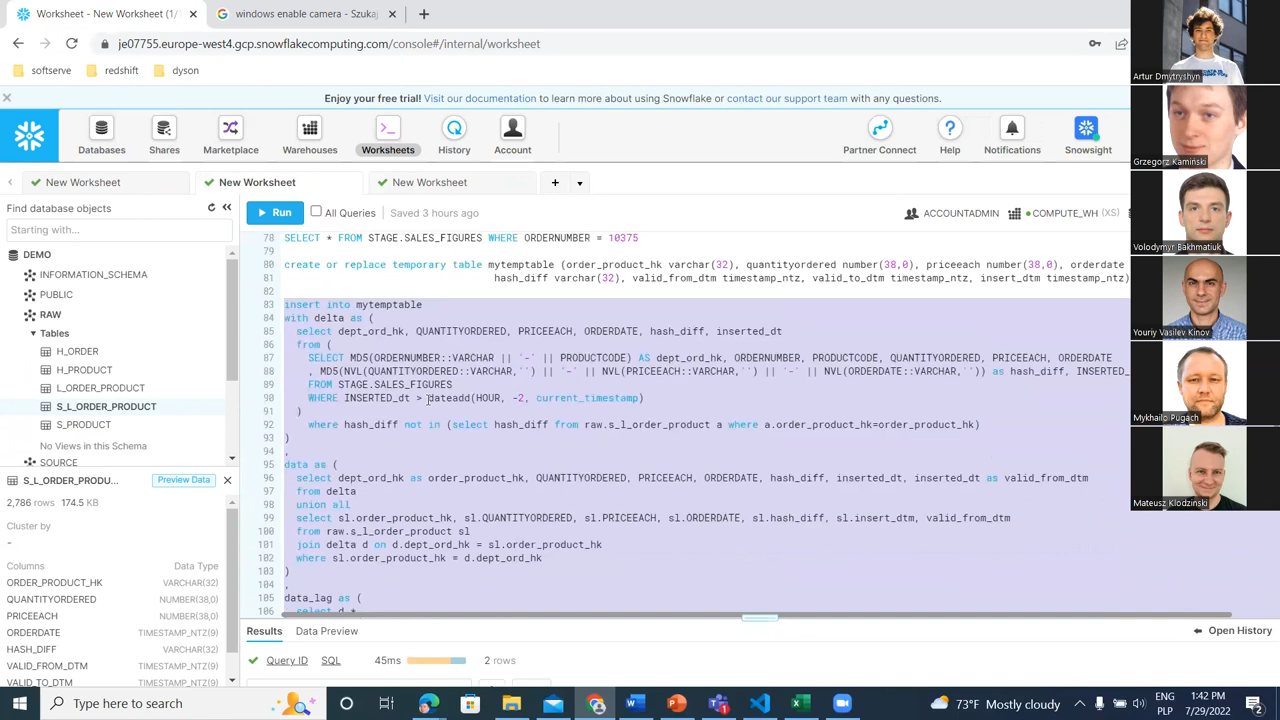 Worksheet - Worksheet
windows enable camera - Szukaj
je07755.europe-west4.gcp.snowflakecomputing.com/console#/internal/worksheet
softserve redshift dyson
Enjoy your free trial! Visit our documentation to learn more about using Snowflake or contact our support team with any questions.
Databases Shares Marketplace Warehouses Worksheets History Account Partner Connect Help Notifications Snowsight
New Worksheet New Worksheet New Worksheet
Find database objects
Starting with...
DEMO
INFORMATION_SCHEMA
PUBLIC
RAW
Tables
H_ORDER
H_PRODUCT
L_ORDER_PRODUCT
S_L_ORDER_PRODUCT
S_PRODUCT
No Views in this Schema
SOURCE
S_L_ORDER_PRODU... Preview Data
2,786 rows 174.5 KB
Cluster by
-
Columns Data Type
ORDER_PRODUCT_HK VARCHAR(32)
QUANTITYORDERED NUMBER(38,0)
PRICEEACH NUMBER(38,0)
ORDERDATE TIMESTAMP_NTZ(9)
HASH_DIFF VARCHAR(32)
VALID_FROM_DTM TIMESTAMP_NTZ(9)
VALID_TO_DTM TIMESTAMP_NTZ(9)
Run All Queries Saved 3 hours ago ACCOUNTADMIN COMPUTE_WH (XS)
78 SELECT * FROM STAGE.SALES_FIGURES WHERE ORDERNUMBER = 10375
79
80 create or replace temporary table mytemptable (order_product_hk varchar(32), quantityordered number(38,0), priceeach number(38,0), orderdate
81 hash_diff varchar(32), valid_from_dtm timestamp_ntz, valid_to_dtm timestamp_ntz, insert_dtm timestamp_ntz)
82
83 insert into mytemptable
84 with delta as (
85 select dept_ord_hk, QUANTITYORDERED, PRICEEACH, ORDERDATE, hash_diff, inserted_dt
86 from (
87 SELECT MD5(ORDERNUMBER::VARCHAR || '-' || PRODUCTCODE) AS dept_ord_hk, ORDERNUMBER, PRODUCTCODE, QUANTITYORDERED, PRICEEACH, ORDERDATE
88 , MD5(NVL(QUANTITYORDERED::VARCHAR,'') || '-' || NVL(PRICEEACH::VARCHAR,'') || '-' || NVL(ORDERDATE::VARCHAR,'')) as hash_diff, INSERTED_
89 FROM STAGE.SALES_FIGURES
90 WHERE INSERTED_dt > dateadd(HOUR, -2, current_timestamp)
91 )
92 where hash_diff not in (select hash_diff from raw.s_l_order_product a where a.order_product_hk=order_product_hk)
93 )
94 ,
95 data as (
96 select dept_ord_hk as order_product_hk, QUANTITYORDERED, PRICEEACH, ORDERDATE, hash_diff, inserted_dt, inserted_dt as valid_from_dtm
97 from delta
98 union all
99 select sl.order_product_hk, sl.QUANTITYORDERED, sl.PRICEEACH, sl.ORDERDATE, sl.hash_diff, sl.insert_dtm, valid_from_dtm
100 from raw.s_l_order_product sl
101 join delta d on d.dept_ord_hk = sl.order_product_hk
102 where sl.order_product_hk = d.dept_ord_hk
103 )
104 ,
105 data_lag as (
106 select d.*
Results Data Preview Open History
Query ID SQL 45ms 2 rows
Artur Dmytryshyn
Grzegorz Kamiński
Volodymyr Bakhmatiuk
Youriy Vasilev Kinov
Mykhailo Pugach
Mateusz Klodzinski
Type here to search
73°F Mostly cloudy
ENG
PLP
1:42 PM
7/29/2022
2